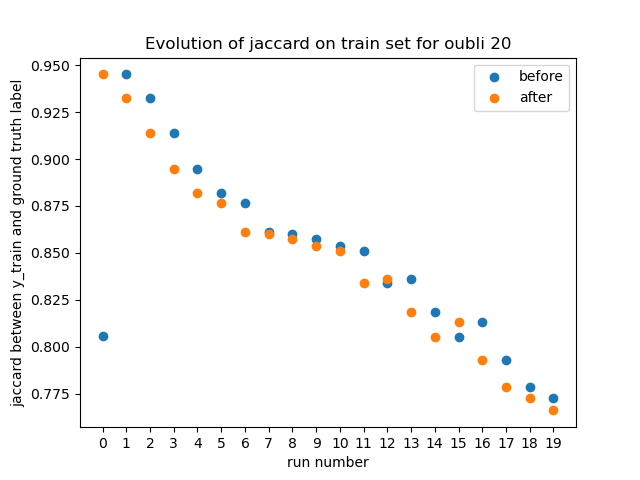 Evolution of jaccard on train set for oubli 20
before
after
jaccard between y_train and ground truth label
0.950
0.925
0.900
0.875
0.850
0.825
0.800
0.775
0 1 2 3 4 5 6 7 8 9 10 11 12 13 14 15 16 17 18 19
run number